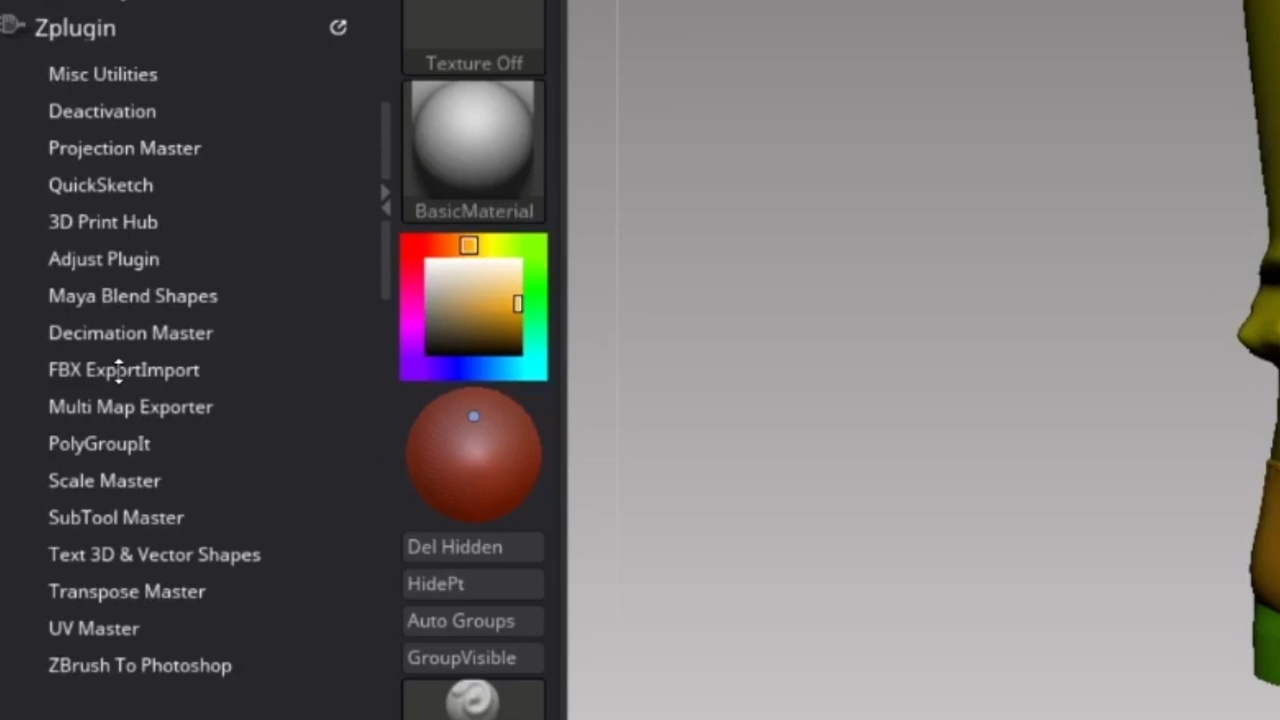 Zplugin
Misc Utilities
Deactivation
Projection Master
QuickSketch
3D Print Hub
Adjust Plugin
Maya Blend Shapes
Decimation Master
FBX ExportImport
Multi Map Exporter
PolyGroupIt
Scale Master
SubTool Master
Text 3D & Vector Shapes
Transpose Master
UV Master
ZBrush To Photoshop
Texture Off
BasicMaterial
Del Hidden
HidePt
Auto Groups
GroupVisible